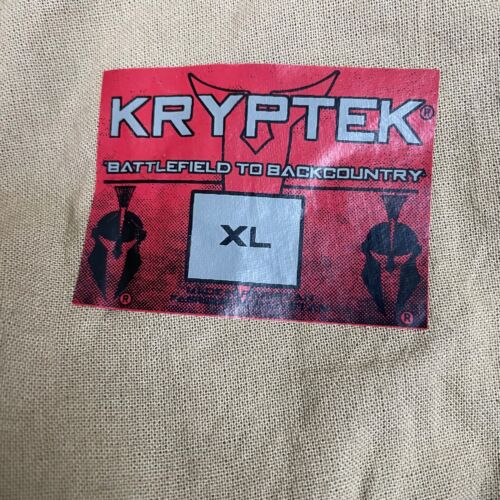 KRYPTEK®
"BATTLEFIELD TO BACKCOUNTRY"
XL
® ®